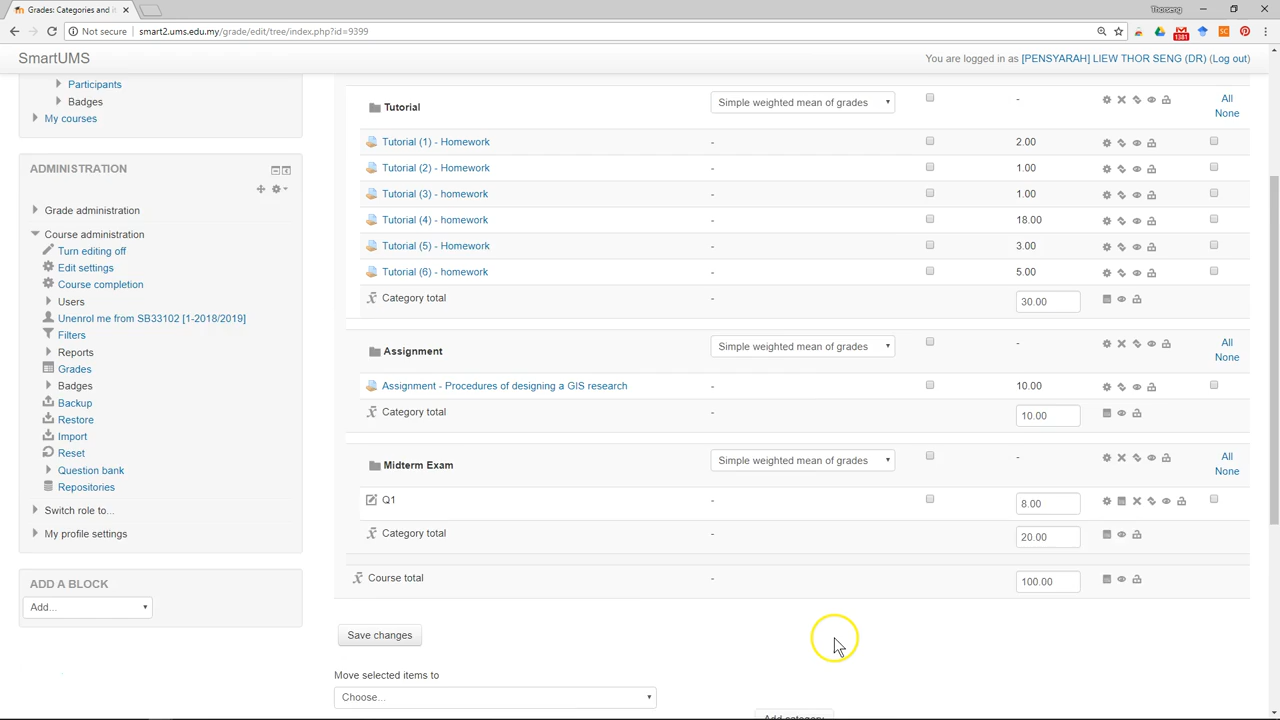 Grades: Categories and i
Thorseng
Not secure
smart2.ums.edu.my/grade/edit/tree/index.php?id=9399
1381
SmartUMS
You are logged in as [PENSYARAH] LIEW THOR SENG (DR) (Log out)
Participants
Badges
My courses
ADMINISTRATION
Grade administration
Course administration
Turn editing off
Edit settings
Course completion
Users
Unenrol me from SB33102 [1-2018/2019]
Filters
Reports
Grades
Badges
Backup
Restore
Import
Reset
Question bank
Repositories
Switch role to...
My profile settings
ADD A BLOCK
Add...
Tutorial Simple weighted mean of grades - All
None
Tutorial (1) - Homework - 2.00
Tutorial (2) - Homework - 1.00
Tutorial (3) - homework - 1.00
Tutorial (4) - homework - 18.00
Tutorial (5) - Homework - 3.00
Tutorial (6) - homework - 5.00
Category total - 30.00
Assignment Simple weighted mean of grades - All
None
Assignment - Procedures of designing a GIS research - 10.00
Category total - 10.00
Midterm Exam Simple weighted mean of grades - All
None
Q1 - 8.00
Category total - 20.00
Course total - 100.00
Save changes
Move selected items to
Choose...
Add category